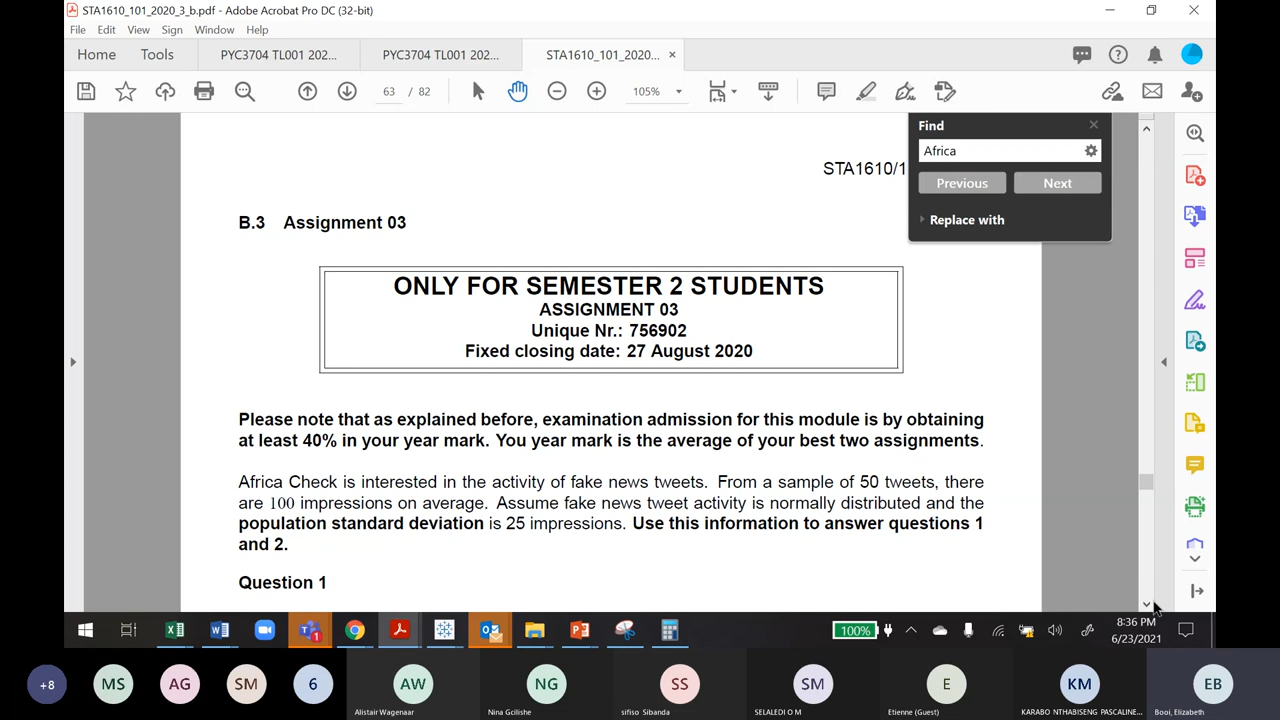 STA1610_101_2020_3_b.pdf - Adobe Acrobat Pro DC (32-bit)
File Edit View Sign Window Help
Home Tools PYC3704 TL001 202... PYC3704 TL001 202... STA1610_101_2020... ×
63 / 82 105%
Find
Africa
Previous Next
Replace with
STA1610/1
B.3 Assignment 03
ONLY FOR SEMESTER 2 STUDENTS
ASSIGNMENT 03
Unique Nr.: 756902
Fixed closing date: 27 August 2020
Please note that as explained before, examination admission for this module is by obtaining
at least 40% in your year mark. You year mark is the average of your best two assignments.
Africa Check is interested in the activity of fake news tweets. From a sample of 50 tweets, there
are 100 impressions on average. Assume fake news tweet activity is normally distributed and the
population standard deviation is 25 impressions. Use this information to answer questions 1
and 2.
Question 1
100%
8:36 PM
6/23/2021
+8 MS AG SM 6 AW NG SS SM E KM EB
Alistair Wagenaar Nina Gcilishe sifiso Sibanda SELALEDI O M Etienne (Guest) KARABO NTHABISENG PASCALINE... Booi, Elizabeth